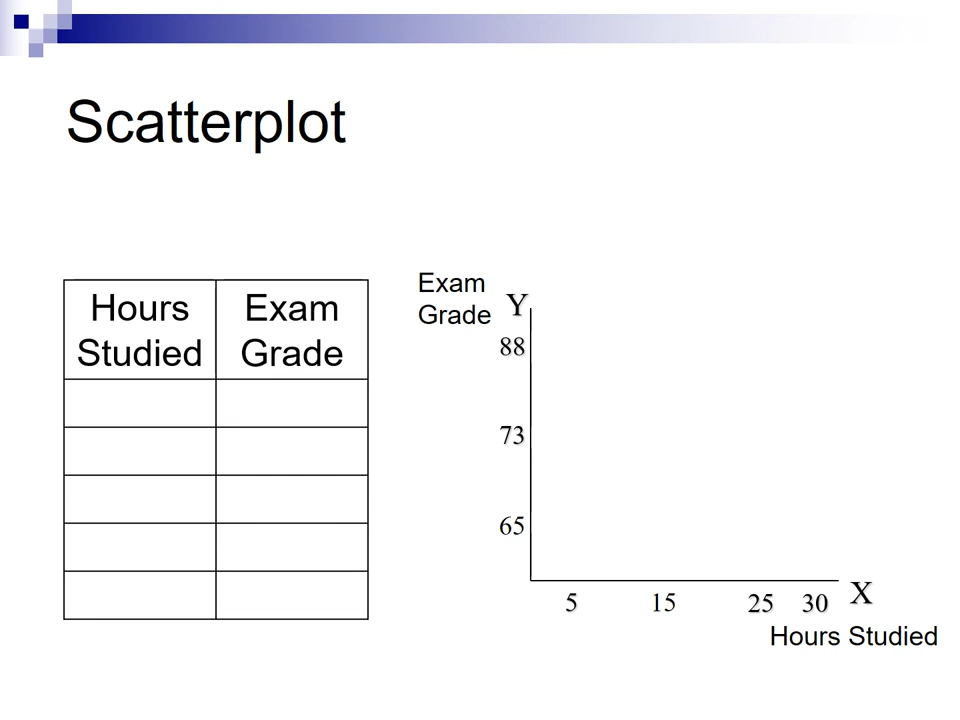 Scatterplot
Hours
Studied
Exam
Grade
Exam
Grade
Y
88
73
65
5 15 25 30 X
Hours Studied